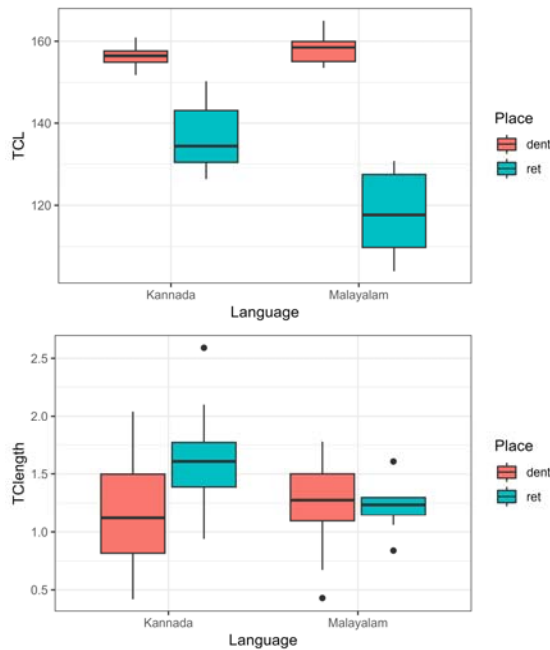 160
140
120
TCL
Kannada
Malayalam
Language
Place
dent
ret
2.5
2.0
1.5
1.0
0.5
TClength
Kannada
Malayalam
Language
Place
dent
ret